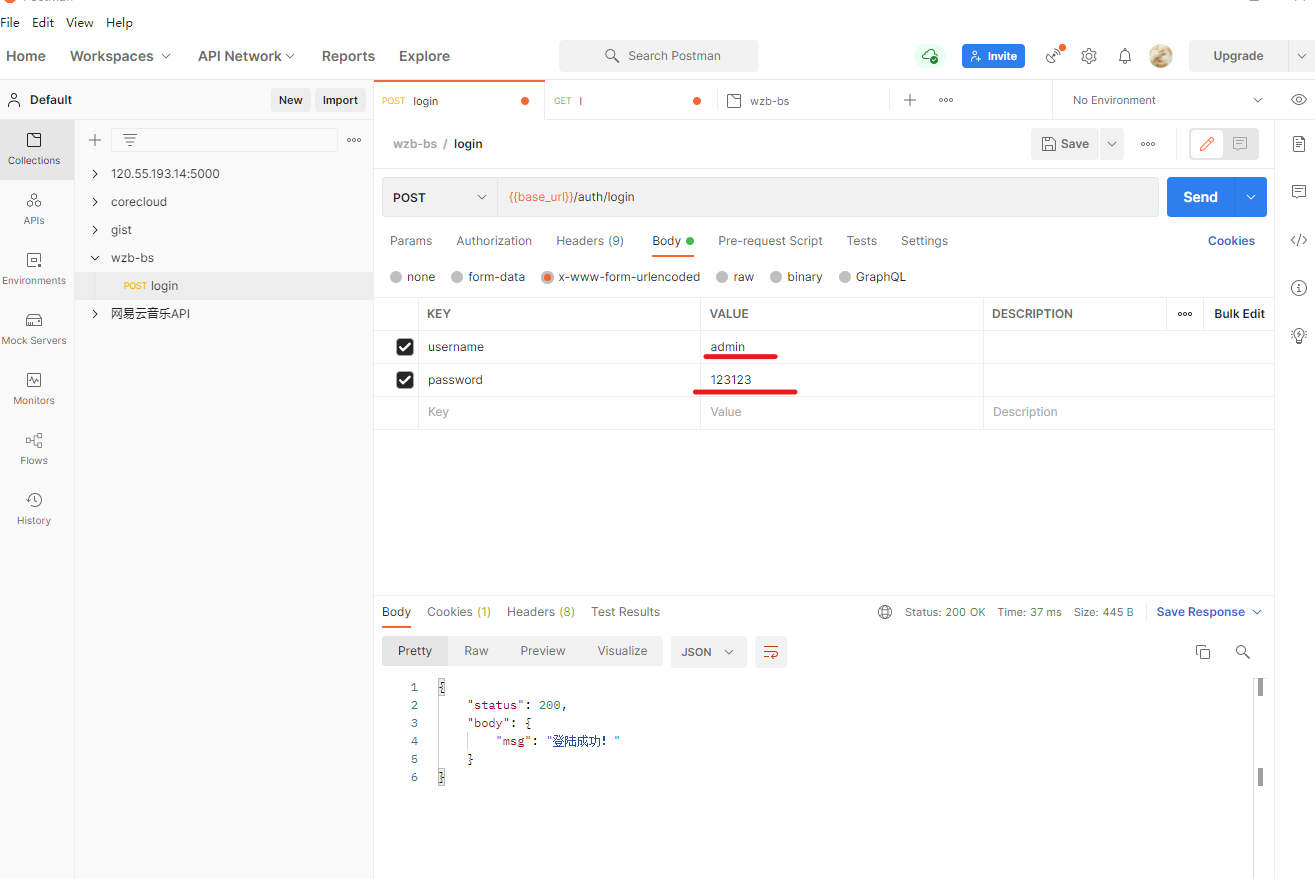 File Edit View Help
Home Workspaces API Network Reports Explore Search Postman Invite Upgrade
Default New Import POST login GET l wzb-bs No Environment
wzb-bs / login Save
Collections
APIs
Environments
Mock Servers
Monitors
Flows
History
120.55.193.14:5000
corecloud
gist
wzb-bs
POST login
网易云音乐API
POST {{base_url}}/auth/login Send
Params Authorization Headers (9) Body Pre-request Script Tests Settings Cookies
none form-data x-www-form-urlencoded raw binary GraphQL
KEY VALUE DESCRIPTION Bulk Edit
username admin
password 123123
Key Value Description
Body Cookies (1) Headers (8) Test Results Status: 200 OK Time: 37 ms Size: 445 B Save Response
Pretty Raw Preview Visualize JSON
1 {
2 "status": 200,
3 "body": {
4 "msg": "登陆成功! "
5 }
6 }